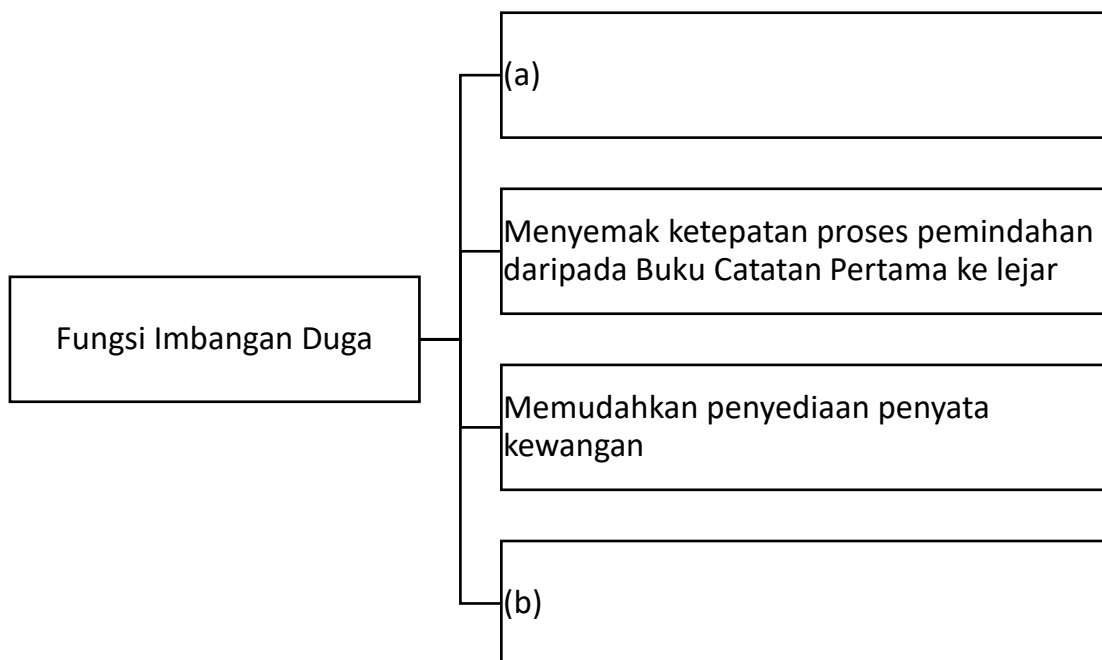 (a)
Menyemak ketepatan proses pemindahan
daripada Buku Catatan Pertama ke lejar
Fungsi Imbangan Duga
Memudahkan penyediaan penyata
kewangan
(b)